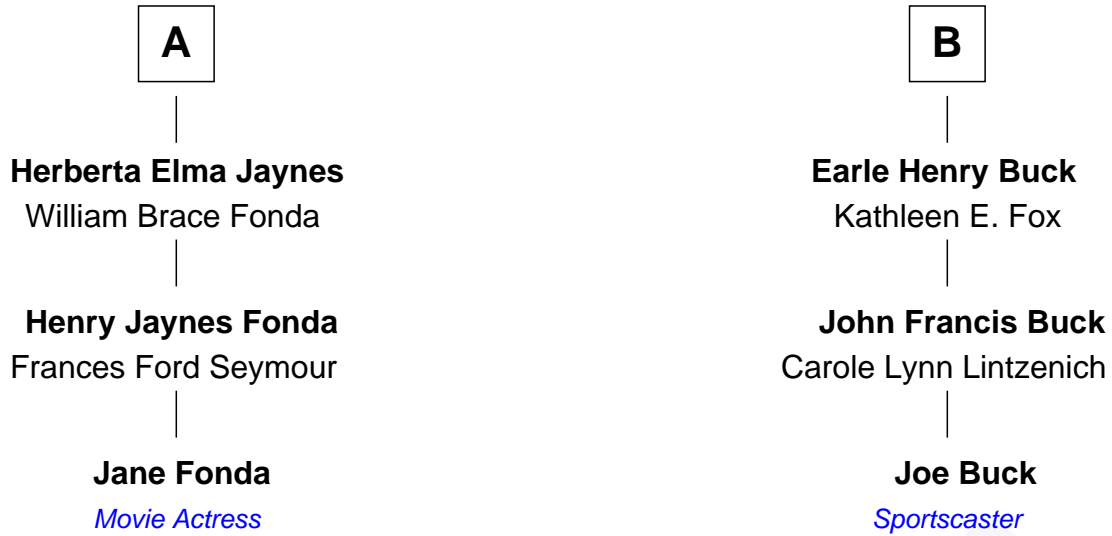 A
Herberta Elma Jaynes
William Brace Fonda
Henry Jaynes Fonda
Frances Ford Seymour
Jane Fonda
Movie Actress
B
Earle Henry Buck
Kathleen E. Fox
John Francis Buck
Carole Lynn Lintzenich
Joe Buck
Sportscaster